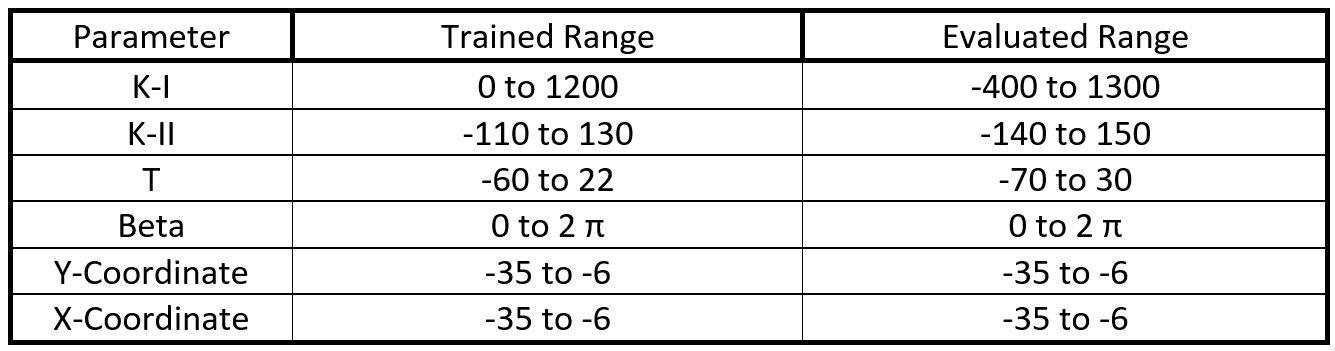 Parameter Trained Range Evaluated Range
K-I 0 to 1200 -400 to 1300
K-II -110 to 130 -140 to 150
T -60 to 22 -70 to 30
Beta 0 to 2 π 0 to 2 π
Y-Coordinate -35 to -6 -35 to -6
X-Coordinate -35 to -6 -35 to -6